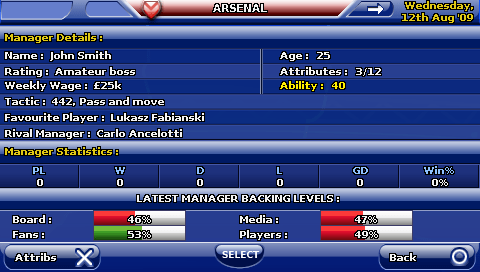 ARSENAL
Wednesday,
12th Aug '09
Manager Details :
Name : John Smith
Age : 25
Rating : Amateur boss
Attributes : 3/12
Weekly Wage : £25k
Ability : 40
Tactic : 442, Pass and move
Favourite Player : Lukasz Fabianski
Rival Manager : Carlo Ancelotti
Manager Statistics :
PL W D L GD Win%
0 0 0 0 0 0%
LATEST MANAGER BACKING LEVELS :
Board : 46% Media : 47%
Fans : 53% Players : 49%
Attribs SELECT Back